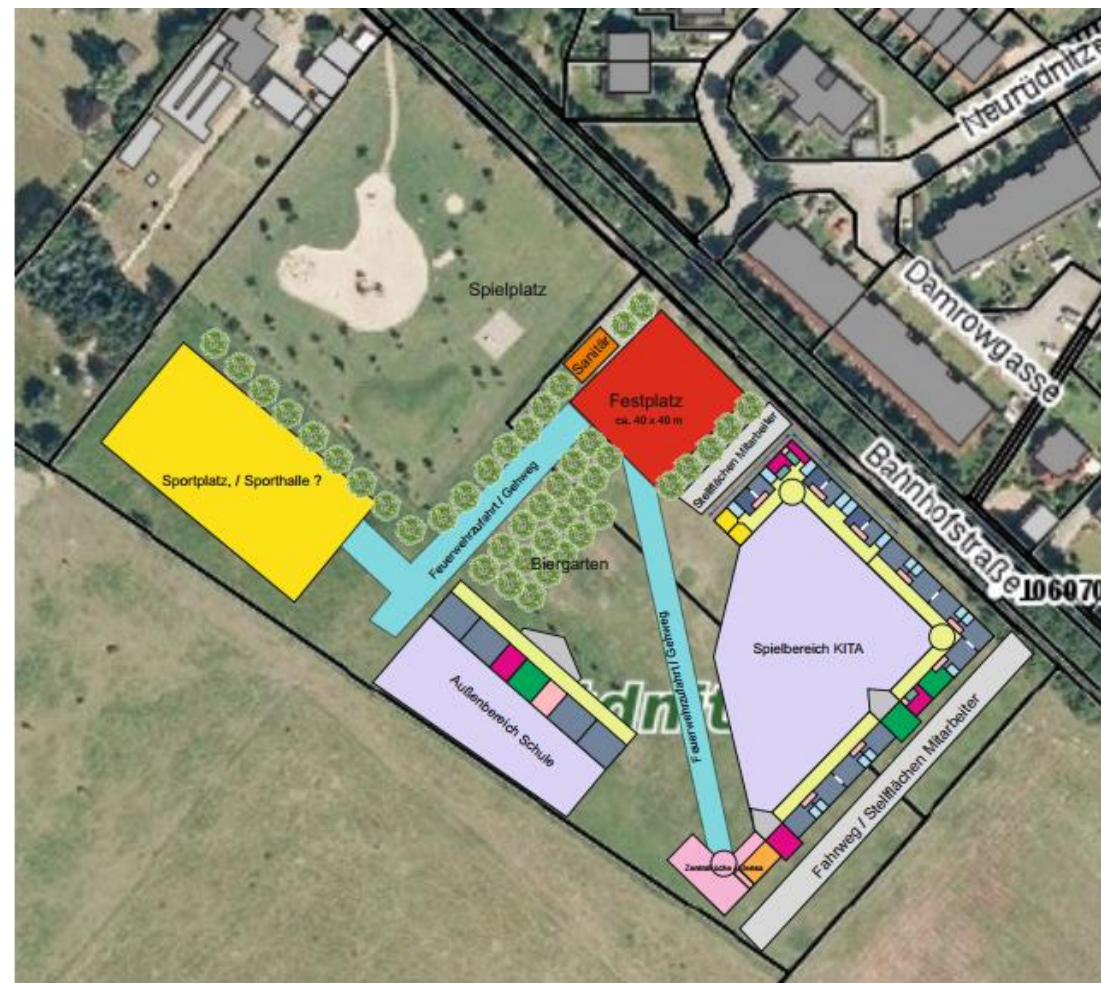 Neurüdnitz
Damrowgasse
Bahnhofstraße
106070
Spielplatz
Sanitär
Festplatz
ca. 40 x 40 m
Stellflächen Mitarbeiter
Sportplatz, / Sporthalle ?
Feuerwehrzufahrt / Gehweg
Biergarten
Feuerwehrzufahrt / Gehweg
Spielbereich KITA
Außenbereich Schule
Fahrweg / Stellflächen Mitarbeiter